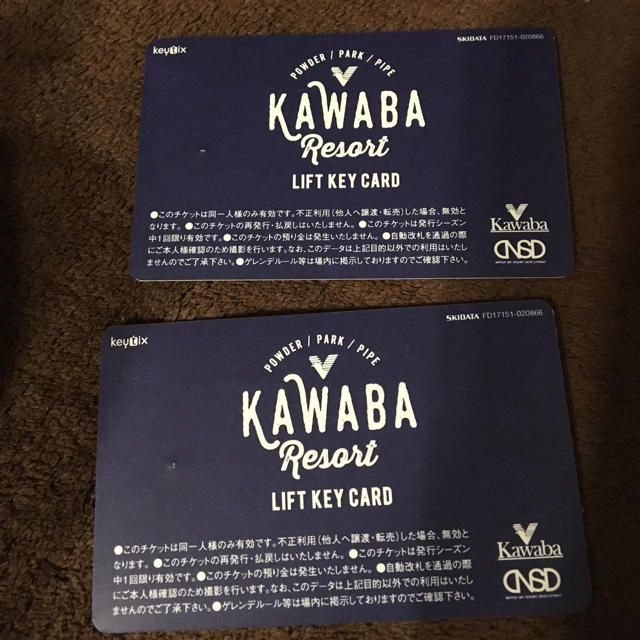 keytix
SKIDATA FD17151-020866
POWDER / PARK / PIPE
KAWABA
Resort
LIFT KEY CARD
●このチケットは同一人様のみ有効です。不正利用(他人へ譲渡・転売)した場合、無効と
なります。●このチケットの再発行・払戻しはいたしません。●このチケットは発行シーズン
中1回限り有効です。●このチケットの預り金は発生いたしません。●自動改札を通過の際
にご本人様確認のため撮影を行います。なお、このデータは上記目的以外での利用はいたし
ませんのでご了承下さい。●ゲレンデルール等は場内に掲示しておりますのでご確認下さい。
Kawaba
NSD
keytix
SKIDATA FD17151-020866
POWDER / PARK / PIPE
KAWABA
Resort
LIFT KEY CARD
●このチケットは同一人様のみ有効です。不正利用(他人へ譲渡・転売)した場合、無効と
なります。●このチケットの再発行・払戻しはいたしません。●このチケットは発行シーズン
中1回限り有効です。●このチケットの預り金は発生いたしません。●自動改札を通過の際
にご本人様確認のため撮影を行います。なお、このデータは上記目的以外での利用はいたし
ませんのでご了承下さい。●ゲレンデルール等は場内に掲示しておりますのでご確認下さい。
Kawaba
NSD